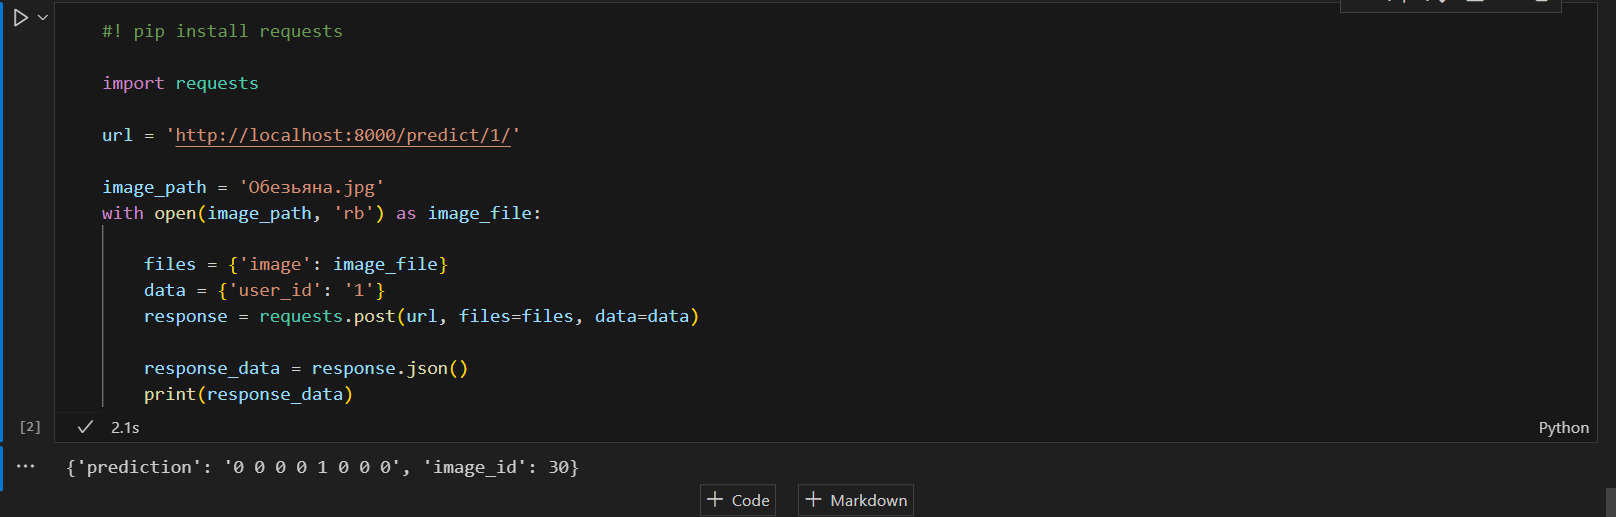 #! pip install requests
import requests
url = 'http://localhost:8000/predict/1/'
image_path = 'Обезьяна.jpg'
with open(image_path, 'rb') as image_file:
files = {'image': image_file}
data = {'user_id': '1'}
response = requests.post(url, files=files, data=data)
response_data = response.json()
print(response_data)
[2]
2.1s
Python
{'prediction': '0 0 0 0 1 0 0 0', 'image_id': 30}
+ Code
+ Markdown